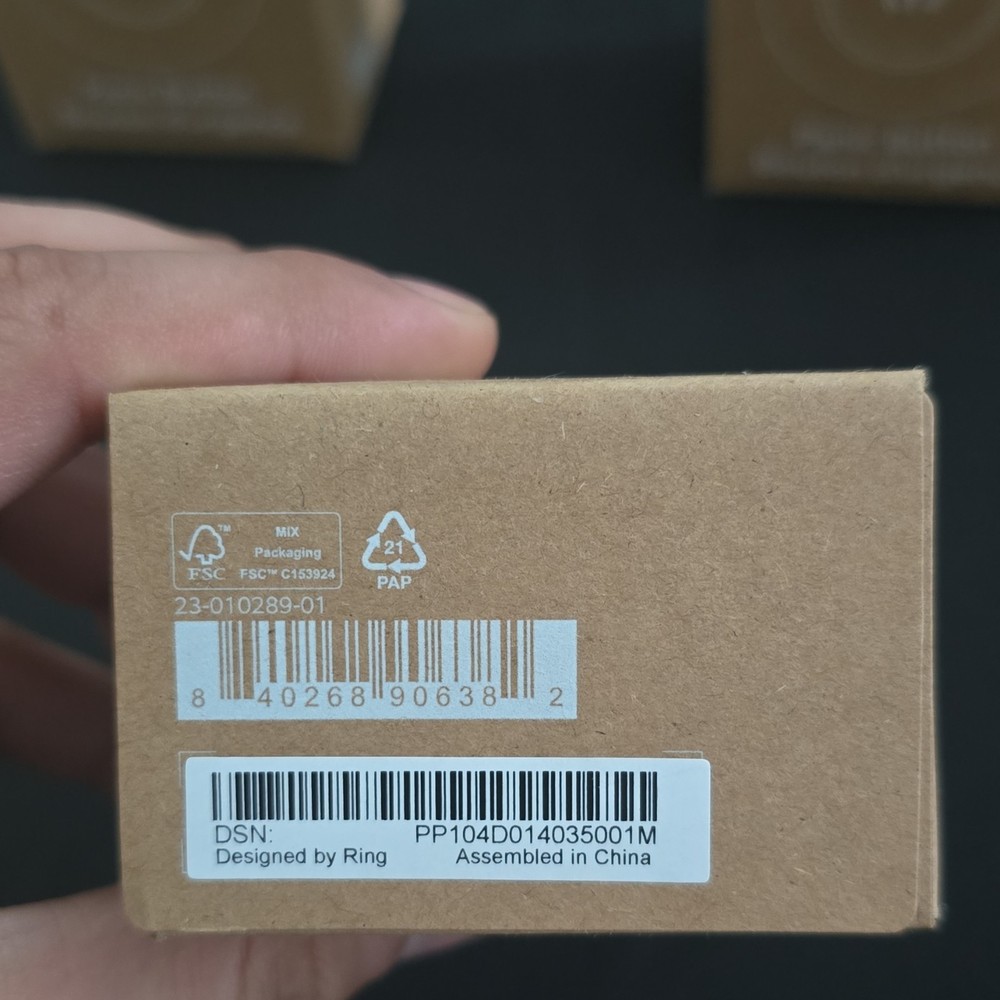 ™
MIX
Packaging
FSC
FSC™ C153924
21
PAP
23-010289-01
8 40268 90638 2
DSN: PP104D014035001M
Designed by Ring Assembled in China